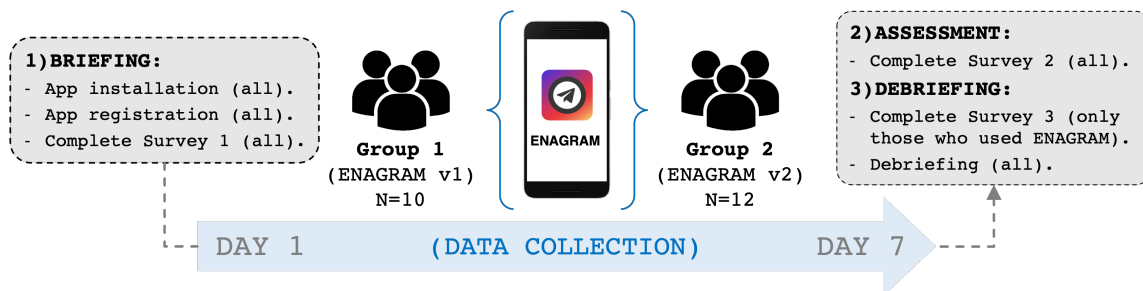 1)BRIEFING:
- App installation (all).
- App registration (all).
- Complete Survey 1 (all).
Group 1
(ENAGRAM v1)
N=10
ENAGRAM
Group 2
(ENAGRAM v2)
N=12
2)ASSESSMENT:
- Complete Survey 2 (all).
3)DEBRIEFING:
- Complete Survey 3 (only
those who used ENAGRAM).
- Debriefing (all).
DAY 1
(DATA COLLECTION)
DAY 7